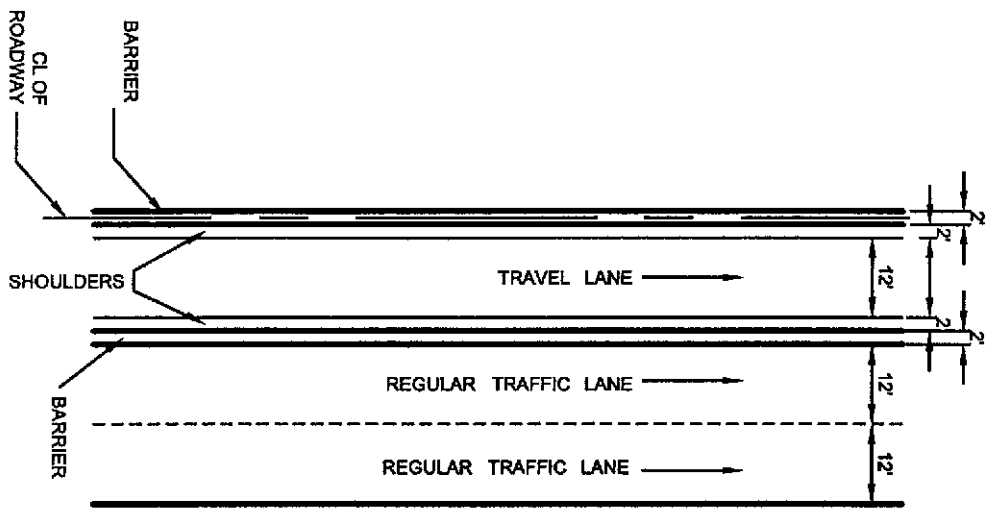 CL OF
ROADWAY
BARRIER
2'
2'
SHOULDERS
TRAVEL LANE
12'
2'
2'
REGULAR TRAFFIC LANE
12'
BARRIER
REGULAR TRAFFIC LANE
12'